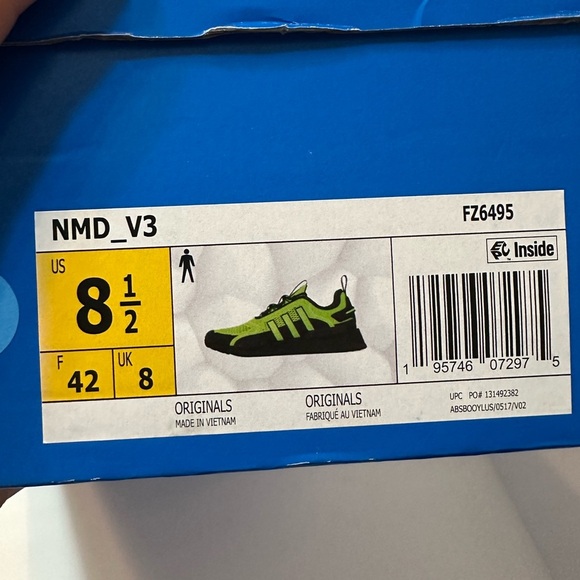 NMD_V3
FZ6495
US
8 1/2
F
42
UK
8
Inside
1 95746 07297 5
ORIGINALS
MADE IN VIETNAM
ORIGINALS
FABRIQUÉ AU VIETNAM
UPC PO# 131492382
ABSBOOYLUS/0517/V02